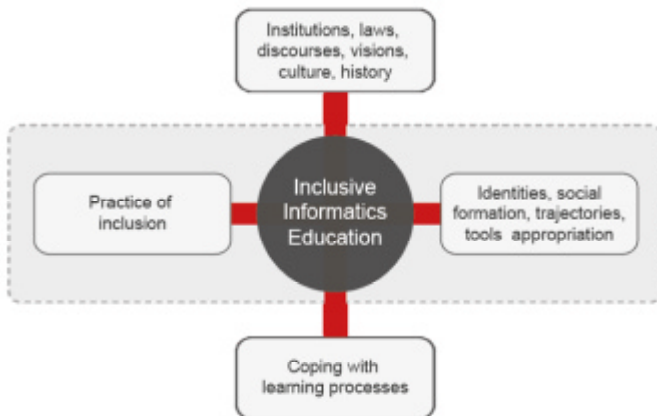 Institutions, laws,
discourses, visions,
culture, history
Practice of
inclusion
Inclusive
Informatics
Education
Identities, social
formation, trajectories,
tools appropriation
Coping with
learning processes